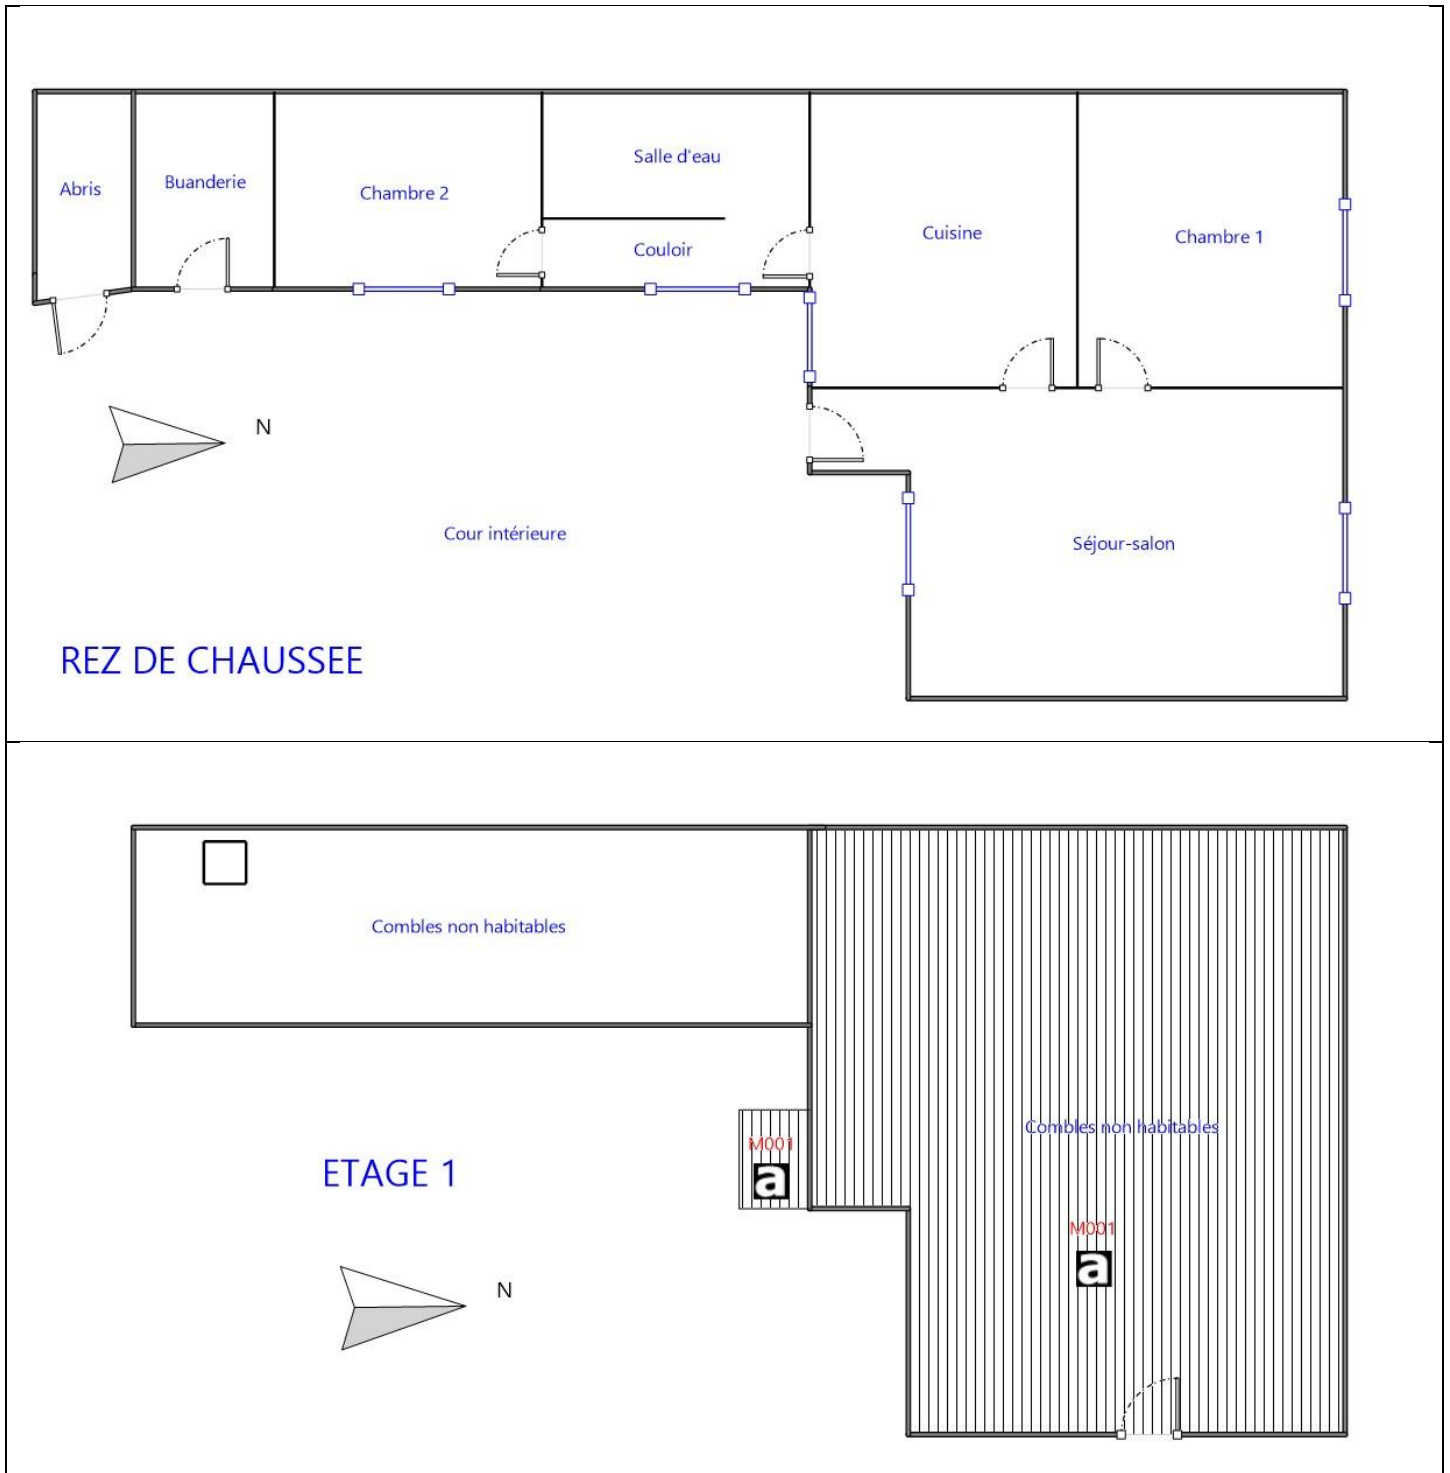 Salle d'eau
Abris
Buanderie
Chambre 2
Cuisine
Chambre 1
Couloir
N
Cour intérieure
Séjour-salon
REZ DE CHAUSSEE
Combles non habitables
Combles non habitables
M001
a
ETAGE 1
M001
a
N